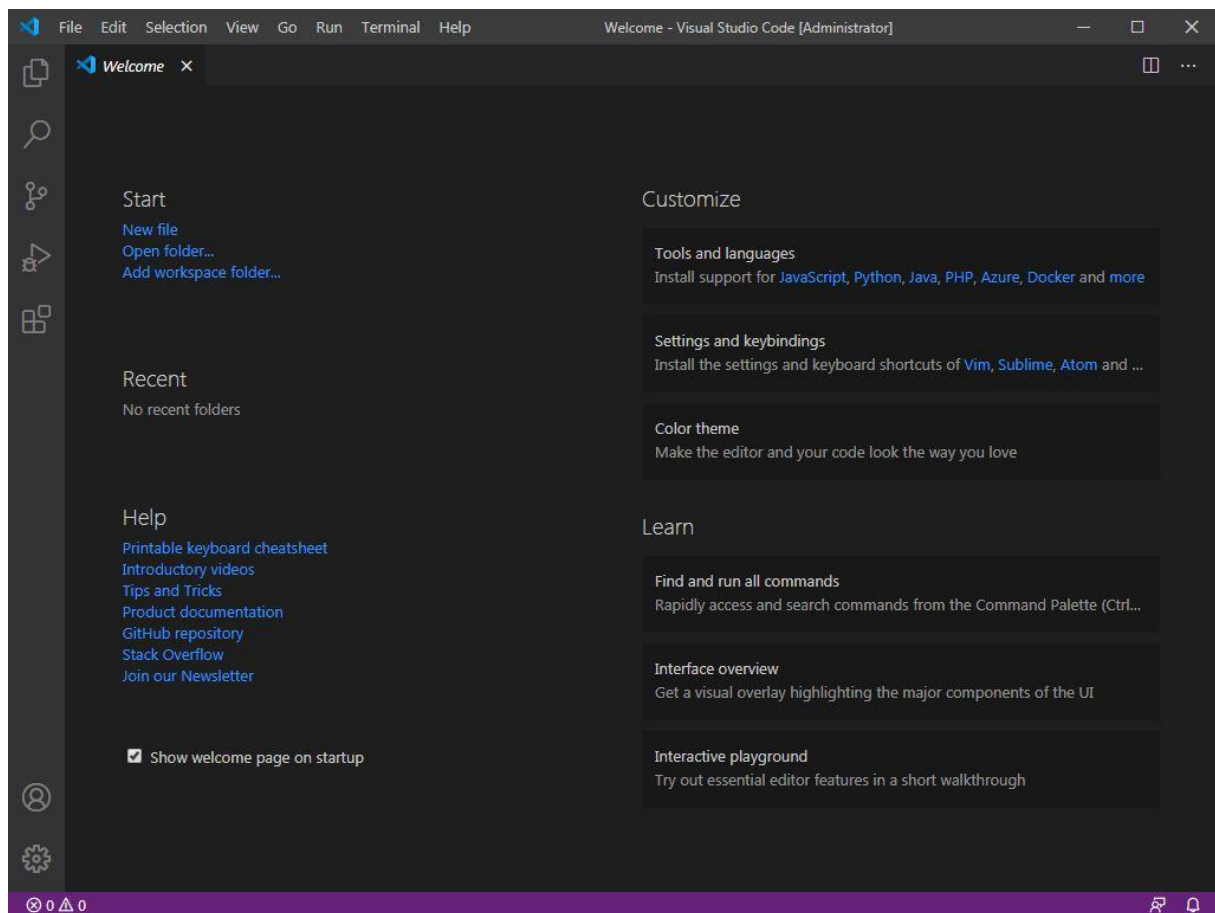 File Edit Selection View Go Run Terminal Help
Welcome - Visual Studio Code [Administrator]
Welcome
Start
New file
Open folder...
Add workspace folder...
Recent
No recent folders
Help
Printable keyboard cheatsheet
Introductory videos
Tips and Tricks
Product documentation
GitHub repository
Stack Overflow
Join our Newsletter
Show welcome page on startup
Customize
Tools and languages
Install support for JavaScript, Python, Java, PHP, Azure, Docker and more
Settings and keybindings
Install the settings and keyboard shortcuts of Vim, Sublime, Atom and ...
Color theme
Make the editor and your code look the way you love
Learn
Find and run all commands
Rapidly access and search commands from the Command Palette (Ctrl...
Interface overview
Get a visual overlay highlighting the major components of the UI
Interactive playground
Try out essential editor features in a short walkthrough
0 0